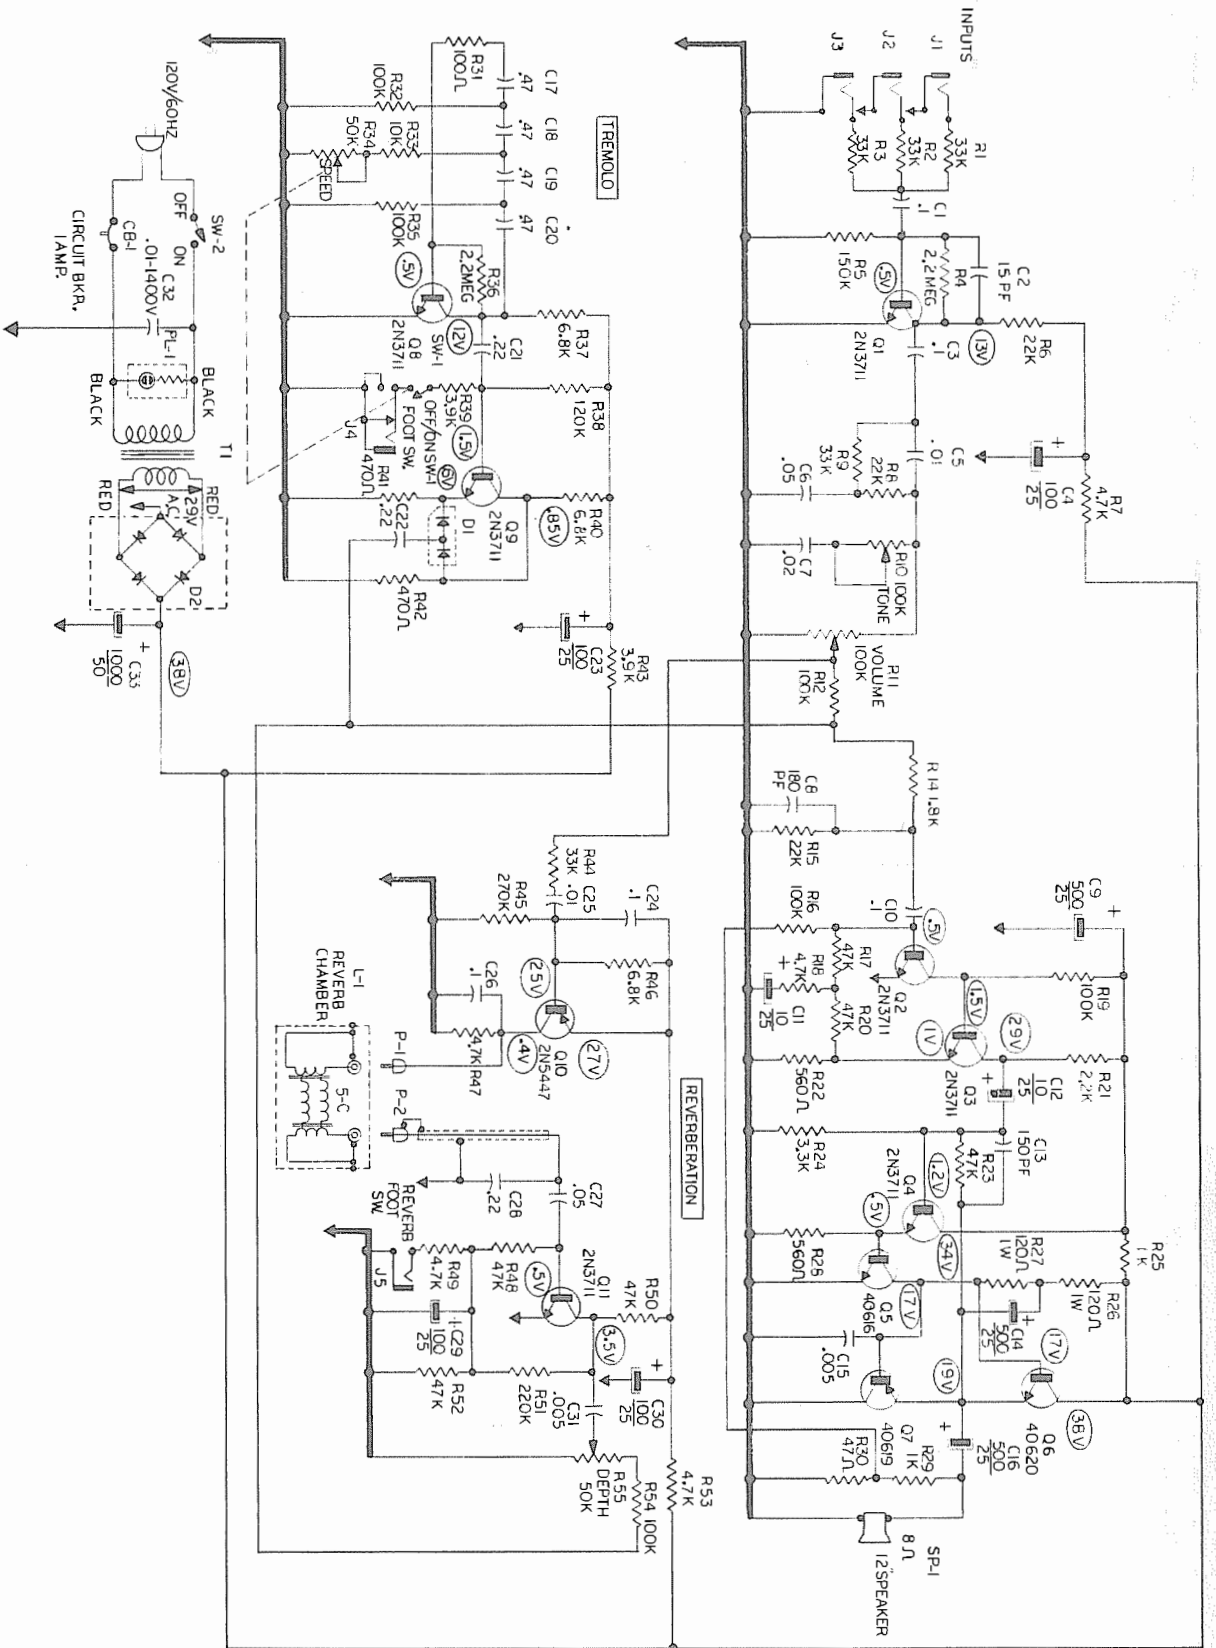 INPUTS
J1
J2
J3
R1
33K
R2
33K
R3
33K
C1
.1
R5
150K
R4
2.2MEG
C2
15 PF
.5V
Q1
2N3711
13V
C3
.1
R6
22K
C4
100
25
+
R7
4.7K
C5
.01
R9
33K
R8
22K
C6
.05
C7
.02
R10 100K
TONE
R11
VOLUME
100K
R12
100K
R14 1.8K
C8
180
PF
R15
22K
C10
.1
R16
100K
R17
47K
R18
4.7K
+
C11
10
25
R20
47K
.5V
Q2
2N3711
C9
500
25
+
R19
100K
1.5V
1V
Q3
2N3711
29V
R21
2.2K
R22
560Ω
C12
10
25
+
R24
3.3K
R23
47K
C13
150PF
Q4
2N3711
1.2V
.5V
34V
R25
1K
R27
120Ω
1W
R26
120Ω
1W
R28
560Ω
Q5
40616
17V
C14
500
25
+
C15
.005
17V
19V
Q6
40620
38V
Q7
40619
C16
500
25
+
R29
1K
R30
47Ω
SP-1
8Ω
12"SPEAKER
TREMOLO
R31
100Ω
C17
.47
C18
.47
C19
.47
C20
.47
R32
100K
R33
10K
R34
50K
SPEED
R35
100K
R36
2.2MEG
.5V
12V
Q8
2N3711
SW-1
C21
.22
R37
6.8K
R38
120K
R39
3.9K
OFF/ON SW-1
FOOT SW.
J4
1.5V
.6V
Q9
2N3711
R40
6.8K
.85V
R41
470Ω
C22
.22
D1
R42
470Ω
C23
100
25
+
R43
3.9K
120V/60HZ
SW-2
OFF
ON
CB-1
CIRCUIT BKR.
1 AMP.
C32
.01-1400V
PL-1
BLACK
BLACK
T1
RED
RED
29V
A.C.
D2
C33
1000
50
+
38V
REVERBERATION
R44
33K
C25
.01
C24
.1
R45
270K
R46
6.8K
25V
27V
Q10
2N5447
.4V
C26
.1
R47
4.7K
P-1
P-2
L-1
REVERB
CHAMBER
5-C
C28
.22
C27
.05
REVERB
FOOT
SW.
J5
R49
4.7K
R48
47K
C29
100
25
Q11
2N3711
.5V
3.5V
R50
47K
R52
47K
R51
220K
C31
.005
C30
100
25
+
R55
DEPTH
50K
R54 100K
R53
4.7K